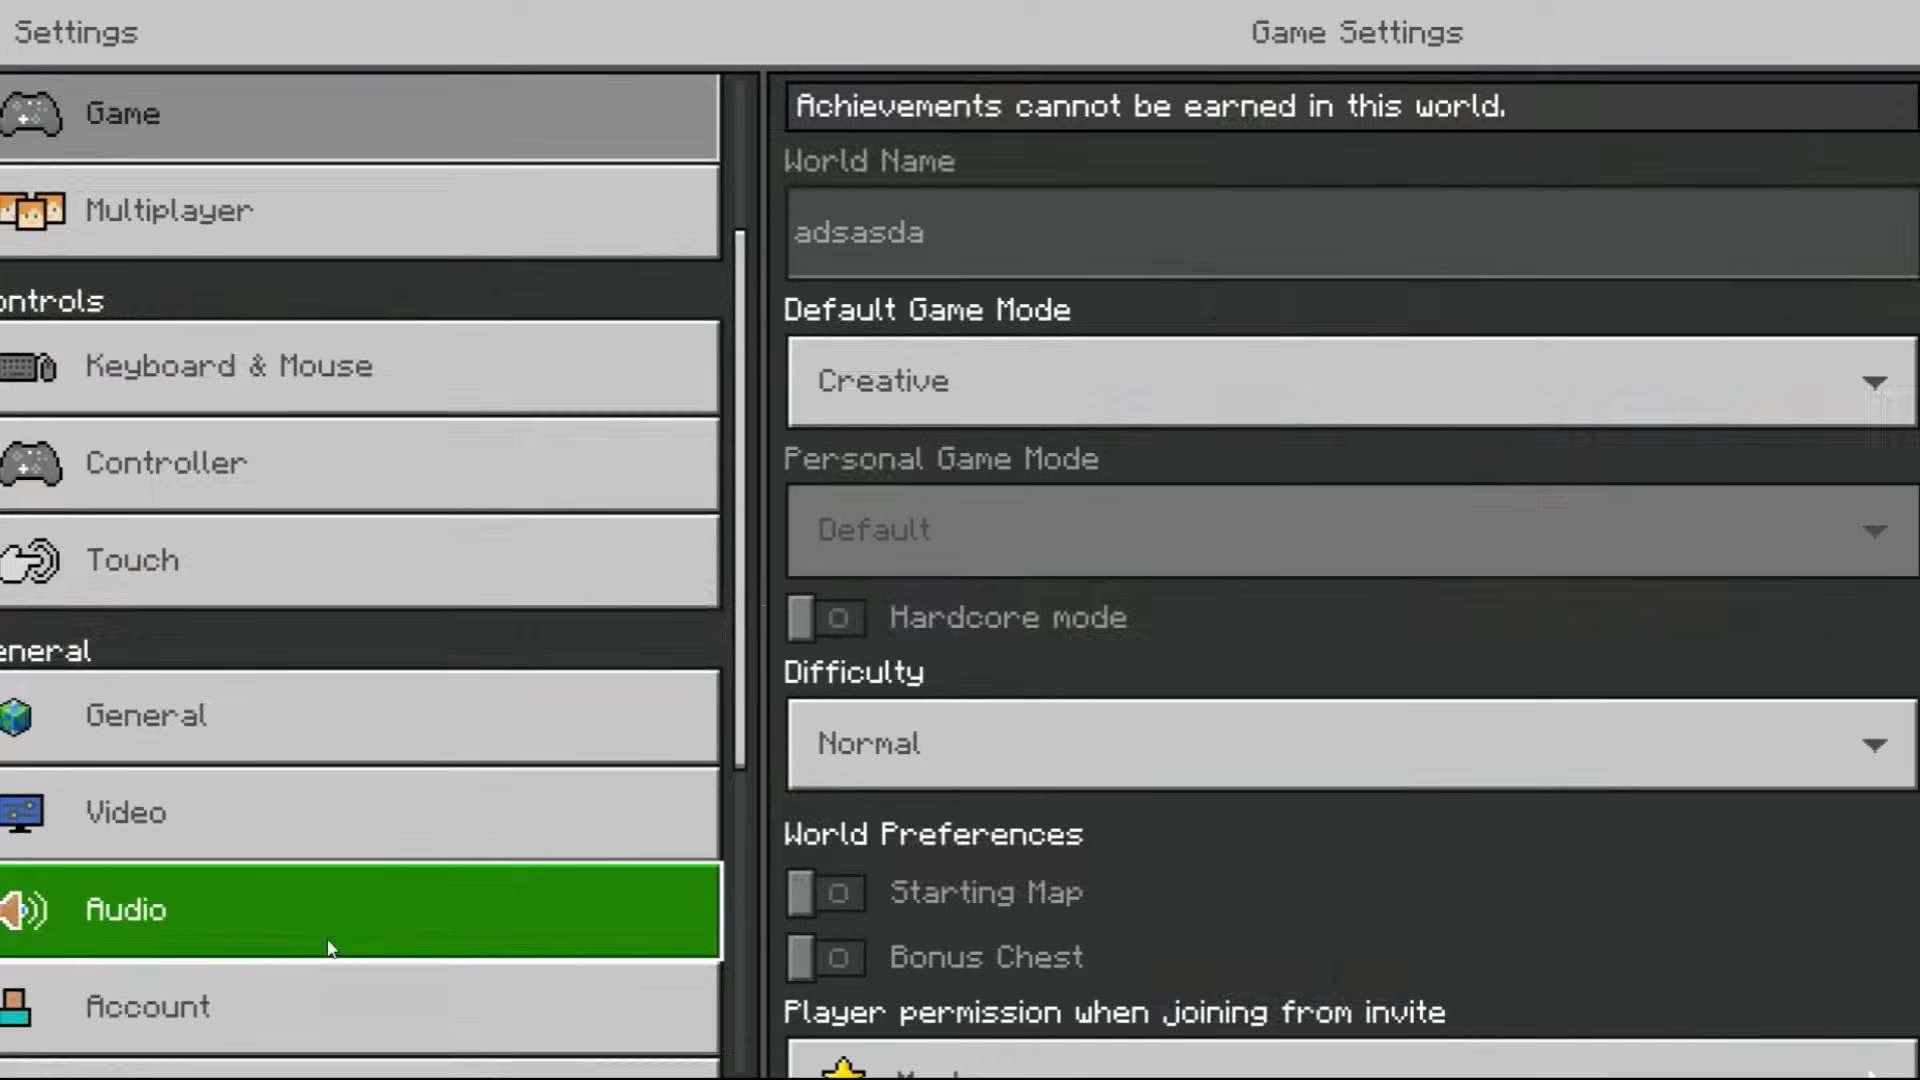 Settings
Game Settings
Game
Multiplayer
ontrols
Keyboard & Mouse
Controller
Touch
eneral
General
Video
Audio
Account
Achievements cannot be earned in this world.
World Name
adsasda
Default Game Mode
Creative
Personal Game Mode
Default
Hardcore mode
Difficulty
Normal
World Preferences
Starting Map
Bonus Chest
Player permission when joining from invite